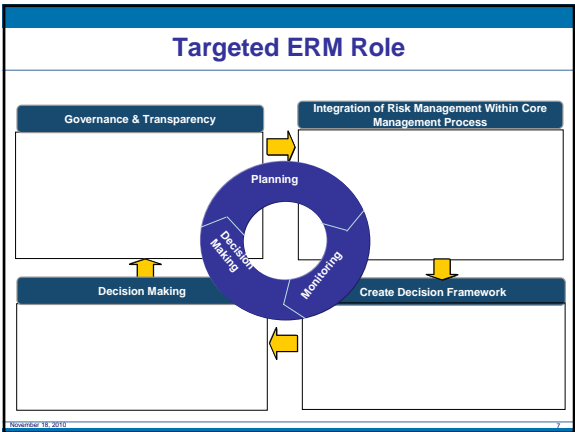 Targeted ERM Role
Governance & Transparency
Integration of Risk Management Within Core
Management Process
Planning
Decision
Making
Monitoring
Decision Making
Create Decision Framework
November 18, 2010
7